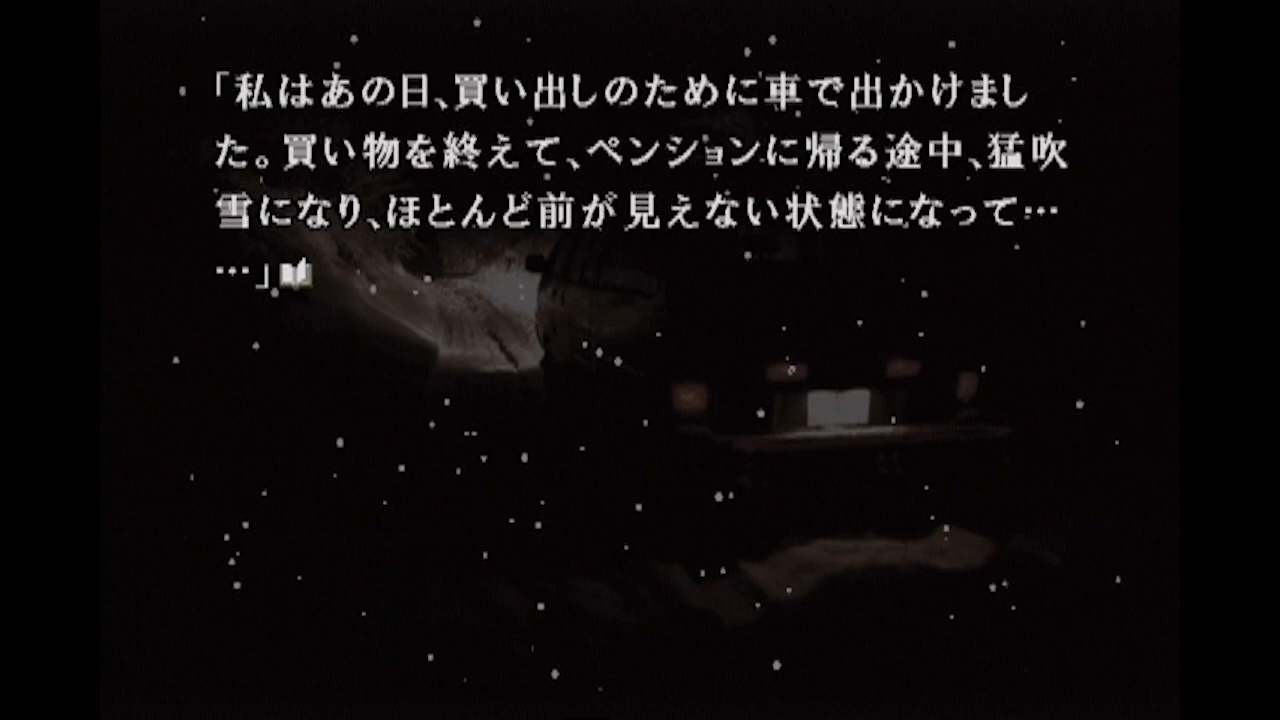 「私はあの日、買い出しのために車で出かけまし
た。買い物を終えて、ペンションに帰る途中、猛吹
雪になり、ほとんど前が見えない状態になって…
…」